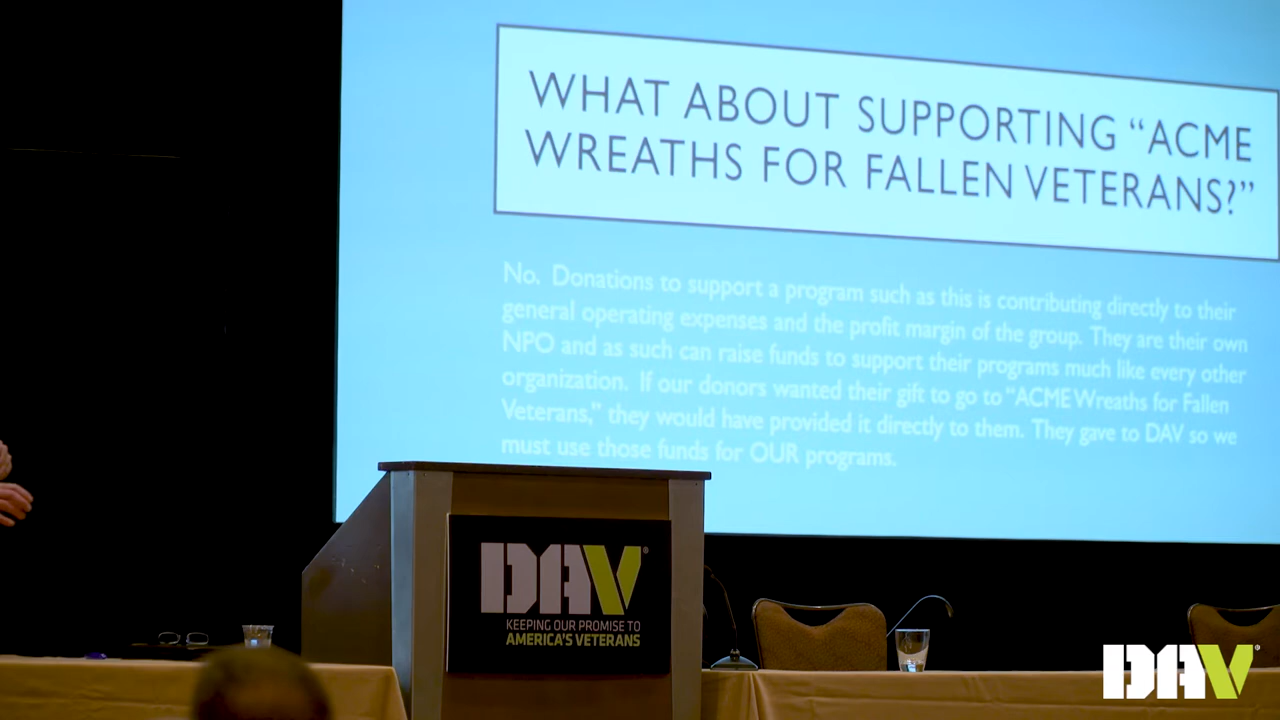 WHAT ABOUT SUPPORTING “ACME
WREATHS FOR FALLEN VETERANS?”
No. Donations to support a program such as this is contributing directly to their
general operating expenses and the profit margin of the group. They are their own
NPO and as such can raise funds to support their programs much like every other
organization. If our donors wanted their gift to go to “ACME Wreaths for Fallen
Veterans,” they would have provided it directly to them. They gave to DAV so we
must use those funds for OUR programs.
DAV®
KEEPING OUR PROMISE TO
AMERICA'S VETERANS
DAV®